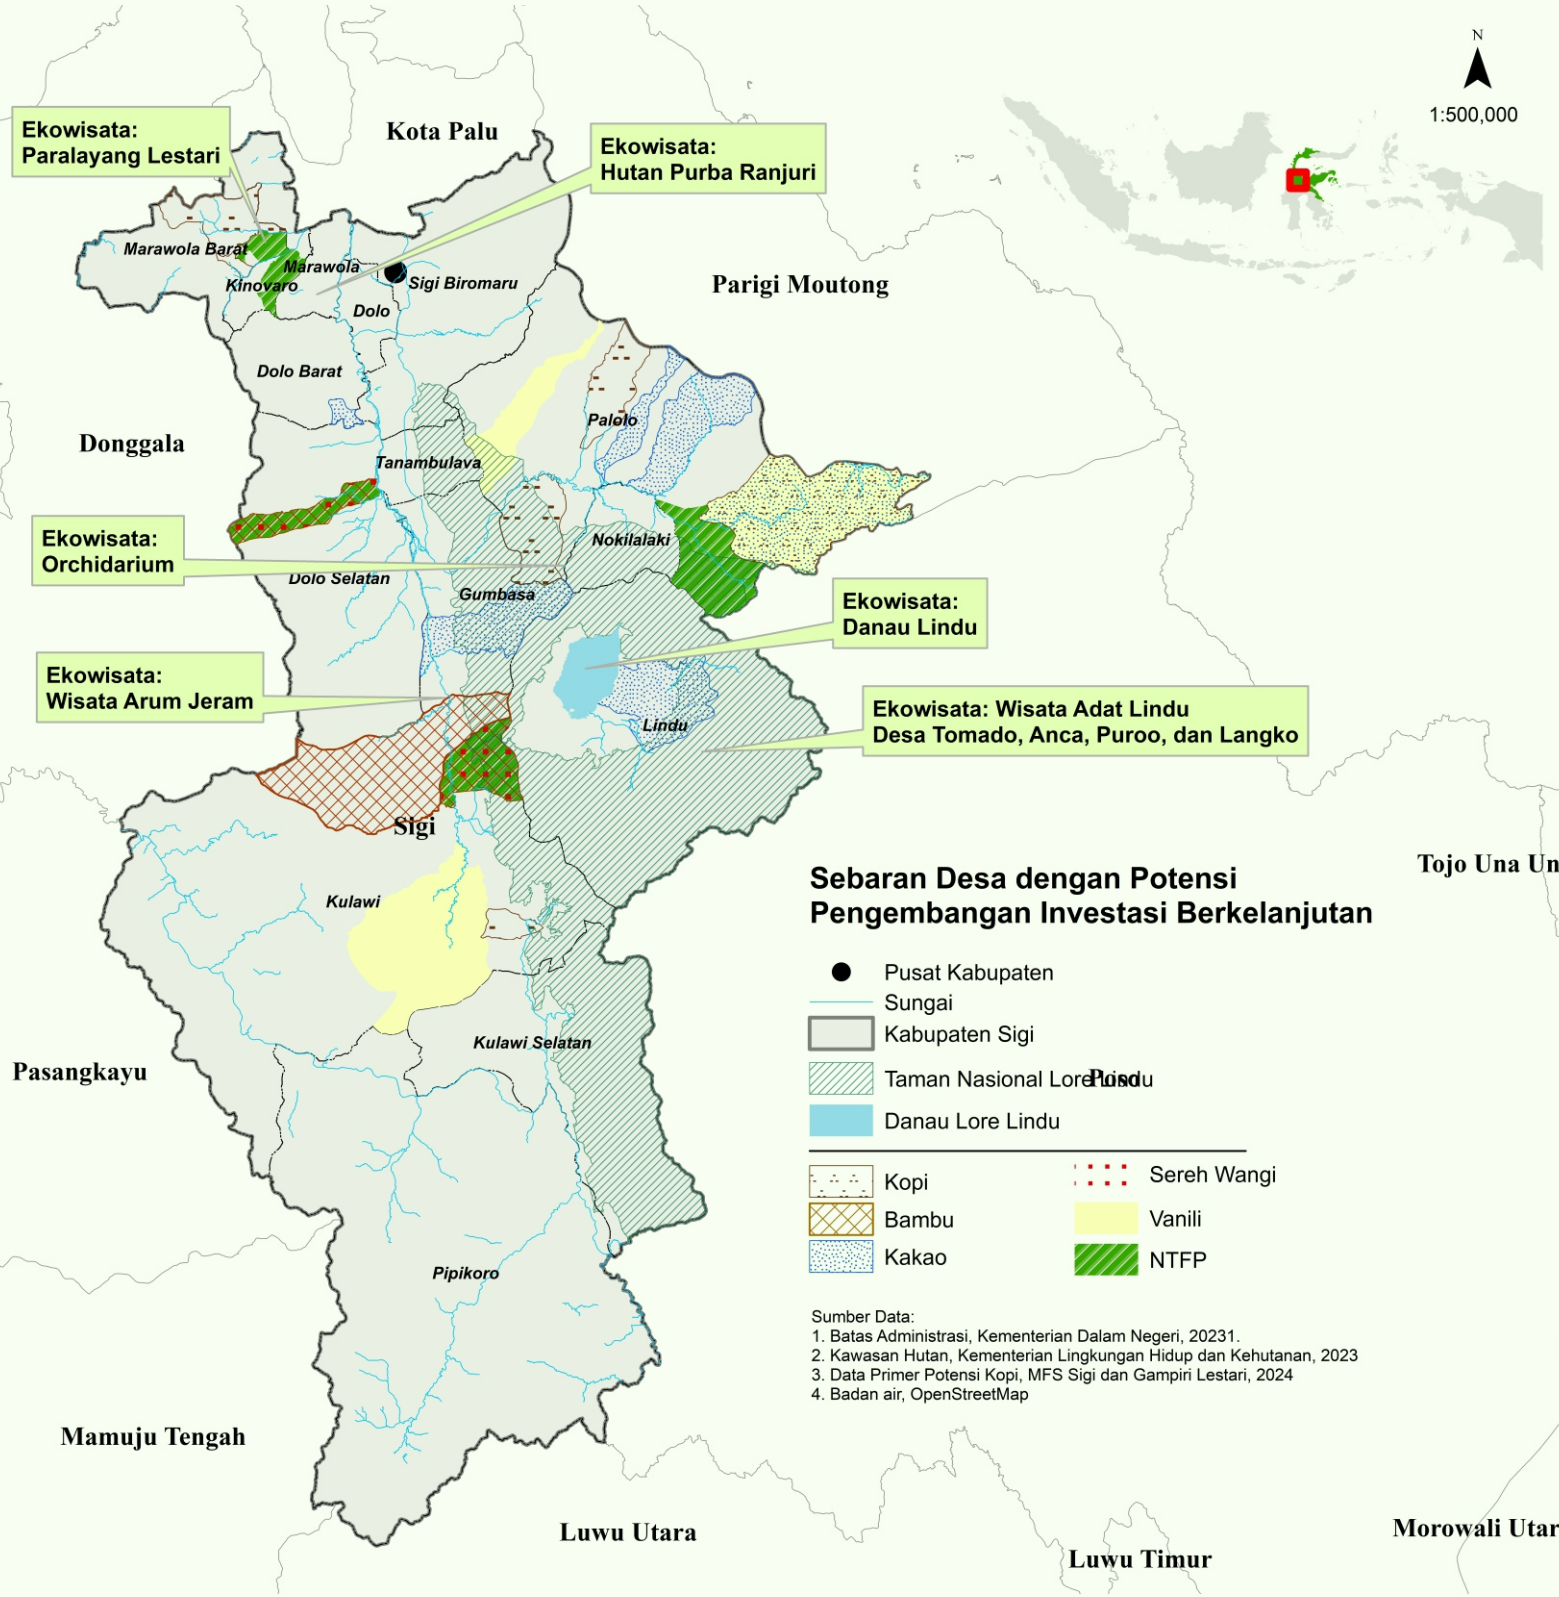 N
1:500,000
Kota Palu
Ekowisata:
Paralayang Lestari
Ekowisata:
Hutan Purba Ranjuri
Marawola Barat
Marawola
Kinovaro
Sigi Biromaru
Dolo
Parigi Moutong
Dolo Barat
Palolo
Donggala
Tanambulava
Ekowisata:
Orchidarium
Nokilalaki
Dolo Selatan
Gumbasa
Ekowisata:
Danau Lindu
Ekowisata:
Wisata Arum Jeram
Lindu
Ekowisata: Wisata Adat Lindu
Desa Tomado, Anca, Puroo, dan Langko
Sigi
Kulawi
Tojo Una Un
Kulawi Selatan
Pasangkayu
Pipikoro
Mamuju Tengah
Luwu Utara
Luwu Timur
Morowali Utar
Sebaran Desa dengan Potensi
Pengembangan Investasi Berkelanjutan
Pusat Kabupaten
Sungai
Kabupaten Sigi
Taman Nasional Lore Lindu
Poso
Danau Lore Lindu
Kopi
Bambu
Kakao
Sereh Wangi
Vanili
NTFP
Sumber Data:
1. Batas Administrasi, Kementerian Dalam Negeri, 20231.
2. Kawasan Hutan, Kementerian Lingkungan Hidup dan Kehutanan, 2023
3. Data Primer Potensi Kopi, MFS Sigi dan Gampiri Lestari, 2024
4. Badan air, OpenStreetMap